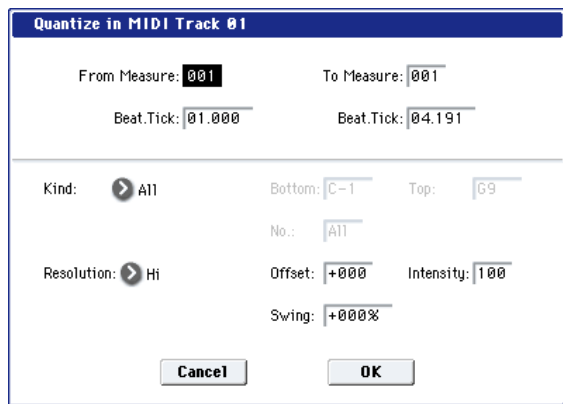 Quantize in MIDI Track 01
From Measure: 001 To Measure: 001
Beat.Tick: 01.000 Beat.Tick: 04.191
Kind: All Bottom: C-1 Top: G9
No.: All
Resolution: Hi Offset: +000 Intensity: 100
Swing: +000%
Cancel OK